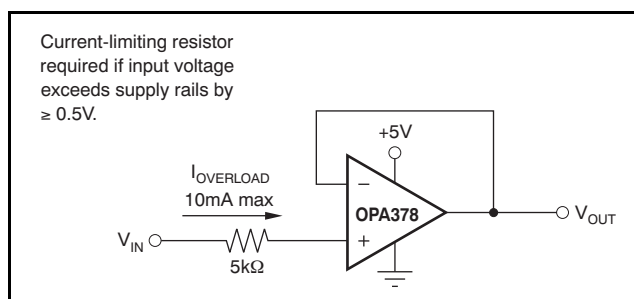 Current-limiting resistor
required if input voltage
exceeds supply rails by
≥ 0.5V.
+5V
I_OVERLOAD
10mA max
−
OPA378
V_OUT
V_IN
+
5kΩ